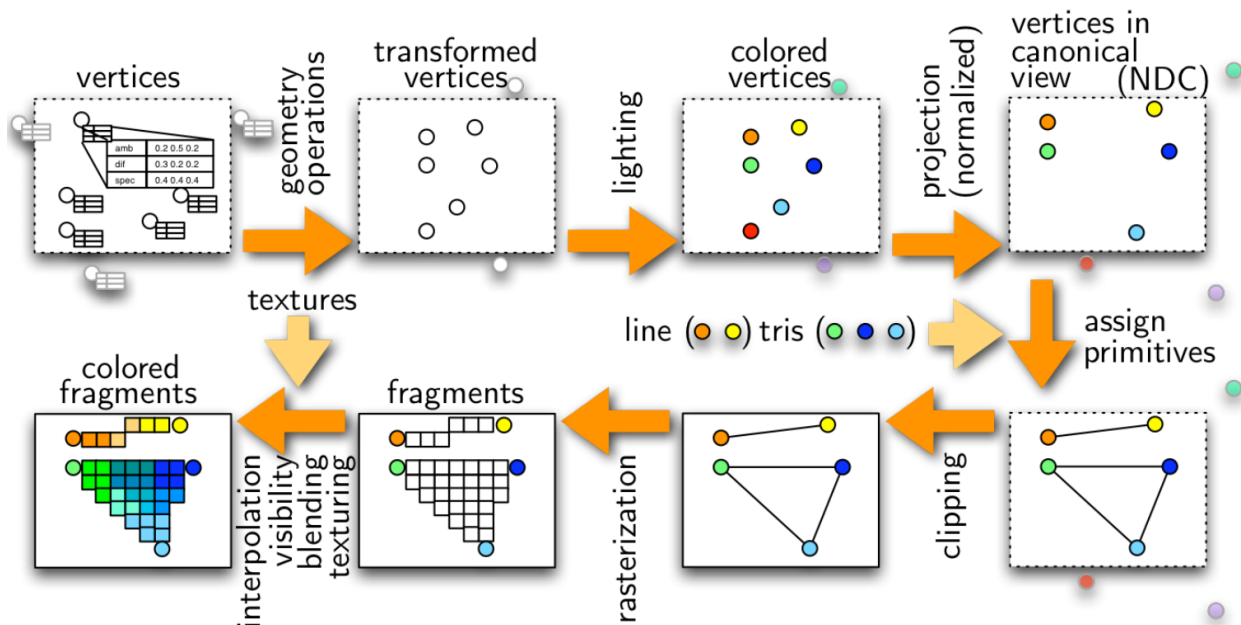 vertices
amb 0.2 0.5 0.2
dif 0.3 0.2 0.2
spec 0.4 0.4 0.4
geometry
operations
transformed
vertices
lighting
colored
vertices
projection
(normalized)
vertices in
canonical
view (NDC)
textures
line ( ) tris ( )
assign
primitives
colored
fragments
interpolation
visibility
blending
texturing
fragments
rasterization
clipping